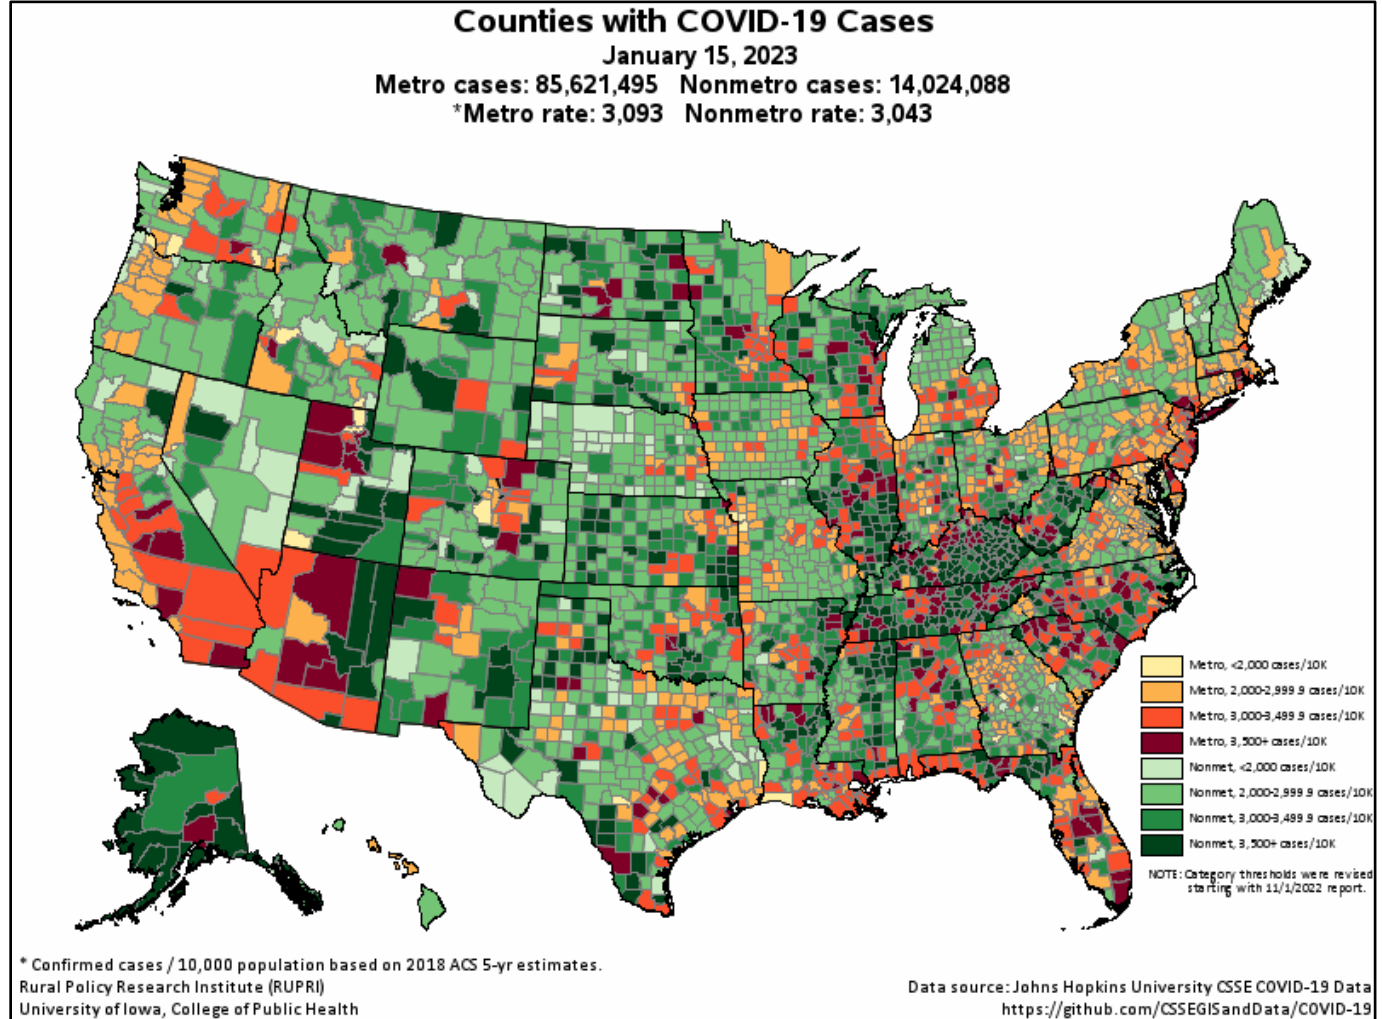 Counties with COVID-19 Cases
January 15, 2023
Metro cases: 85,621,495 Nonmetro cases: 14,024,088
*Metro rate: 3,093 Nonmetro rate: 3,043
Metro, <2,000 cases/10K
Metro, 2,000-2,999.9 cases/10K
Metro, 3,000-3,499.9 cases/10K
Metro, 3,500+ cases/10K
Nonmet, <2,000 cases/10K
Nonmet, 2,000-2,999.9 cases/10K
Nonmet, 3,000-3,499.9 cases/10K
Nonmet, 3,500+ cases/10K
NOTE: Category thresholds were revised
starting with 11/1/2022 report.
* Confirmed cases / 10,000 population based on 2018 ACS 5-yr estimates.
Rural Policy Research Institute (RUPRI)
University of Iowa, College of Public Health
Data source: Johns Hopkins University CSSE COVID-19 Data
https://github.com/CSSEGISandData/COVID-19